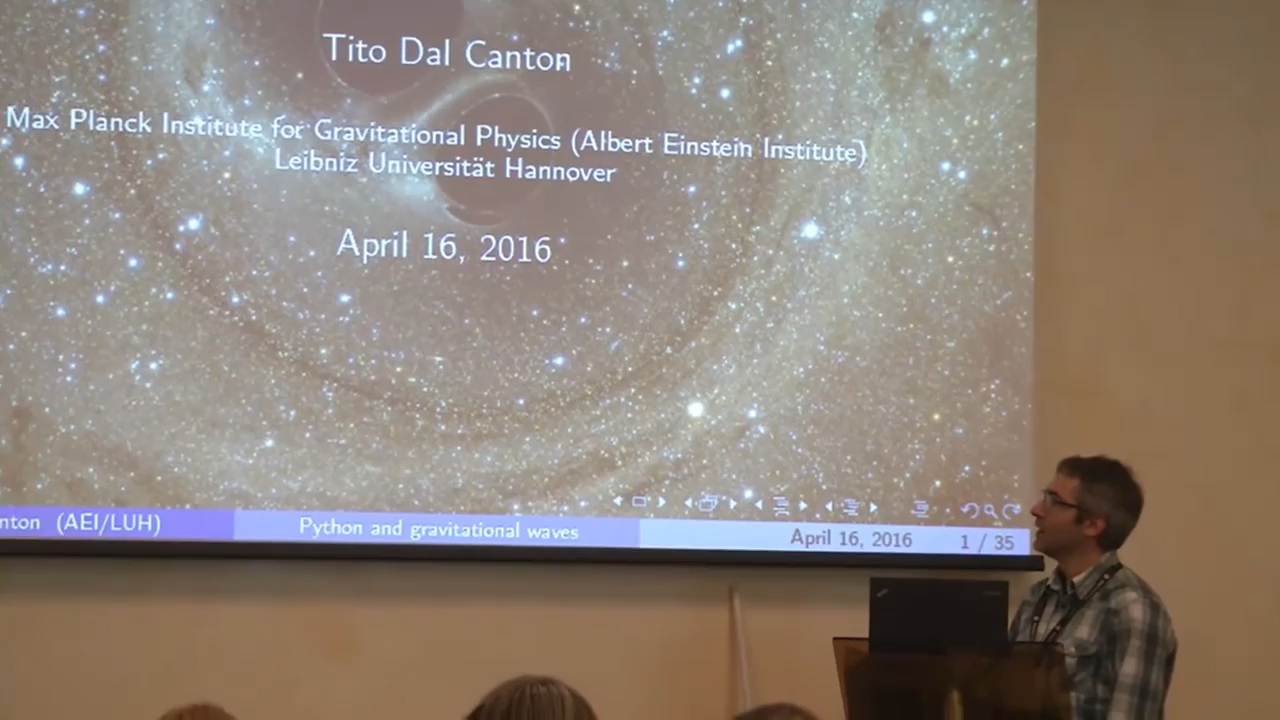 Tito Dal Canton
Max Planck Institute for Gravitational Physics (Albert Einstein Institute)
Leibniz Universität Hannover
April 16, 2016
nton (AEI/LUH)
Python and gravitational waves
April 16, 2016
1 / 35